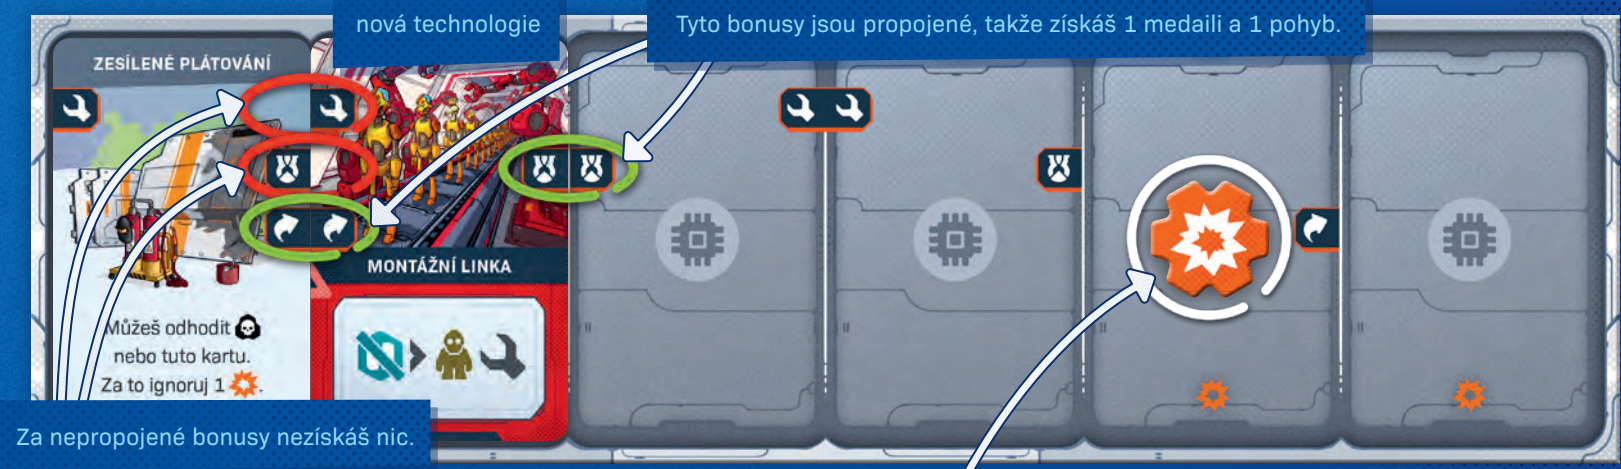 nová technologie
Tyto bonusy jsou propojené, takže získáš 1 medaili a 1 pohyb.
ZESÍLENÉ PLÁTOVÁNÍ
MONTÁŽNÍ LINKA
Můžeš odhodit
nebo tuto kartu.
Za to ignoruj 1 .
Za nepropojené bonusy nezískáš nic.